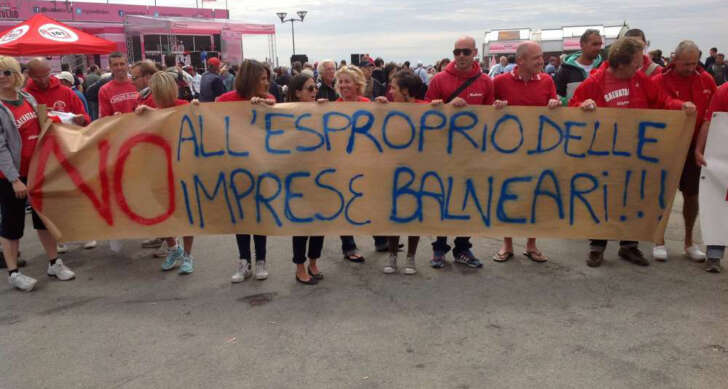 NO
ALL'ESPROPRIO DELLE
IMPRESE BALNEARI!!!